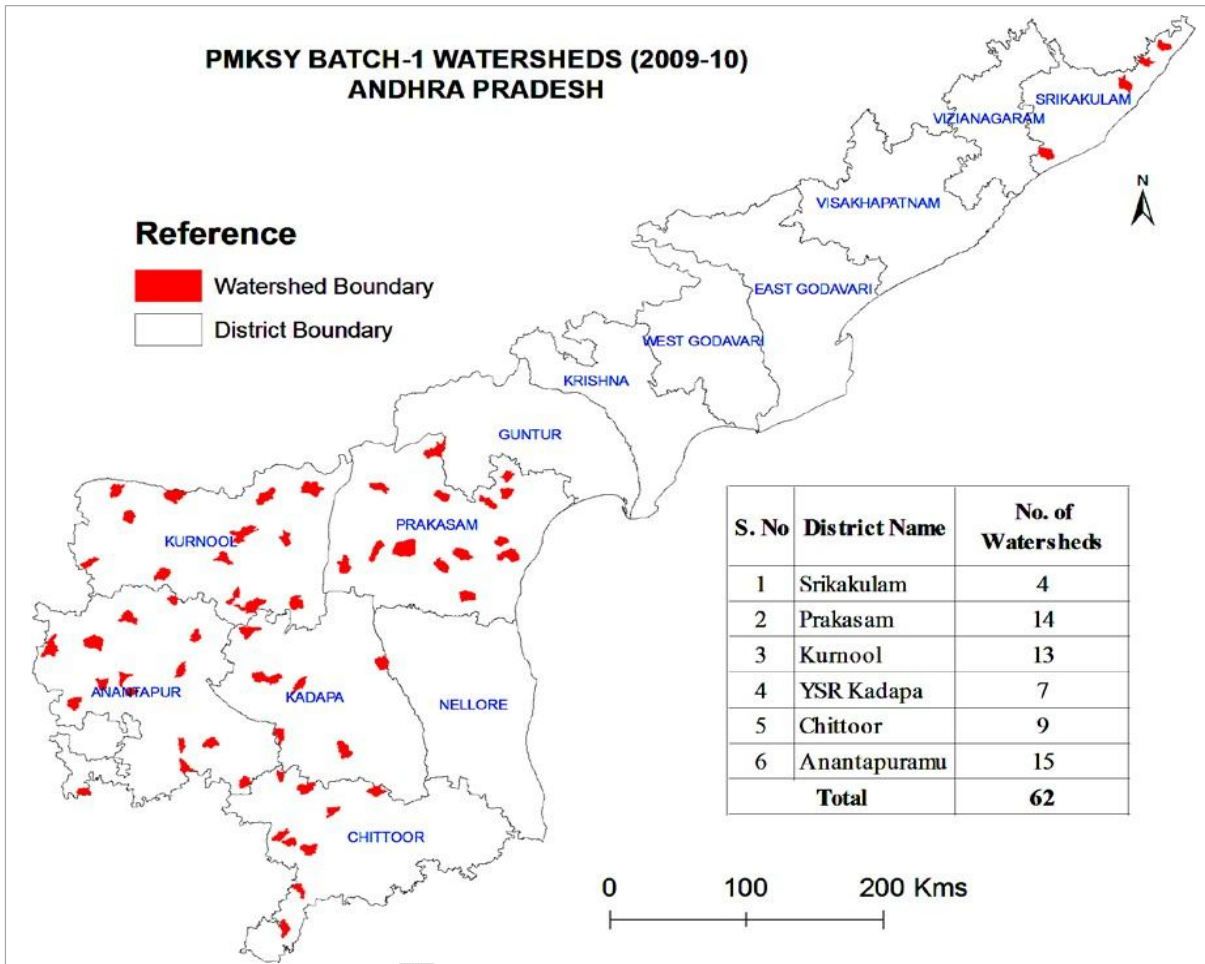 PMKSY BATCH-1 WATERSHEDS (2009-10)
ANDHRA PRADESH
SRIKAKULAM
VIZIANAGARAM
N
VISAKHAPATNAM
Reference
Watershed Boundary
District Boundary
EAST GODAVARI
WEST GODAVARI
KRISHNA
GUNTUR
PRAKASAM
KURNOOL
ANANTAPUR
KADAPA
NELLORE
CHITTOOR
S. No District Name No. of Watersheds
1 Srikakulam 4
2 Prakasam 14
3 Kurnool 13
4 YSR Kadapa 7
5 Chittoor 9
6 Anantapuramu 15
Total 62
0 100 200 Kms